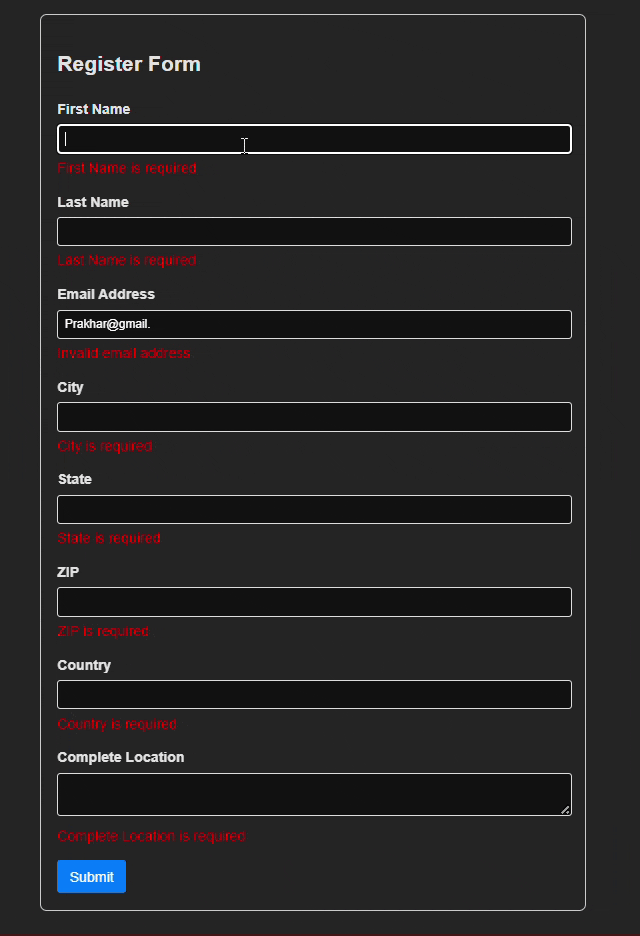 Register Form
First Name
First Name is required
Last Name
Last Name is required
Email Address
Prakhar@gmail.
Invalid email address
City
City is required
State
State is required
ZIP
ZIP is required
Country
Country is required
Complete Location
Complete Location is required
Submit